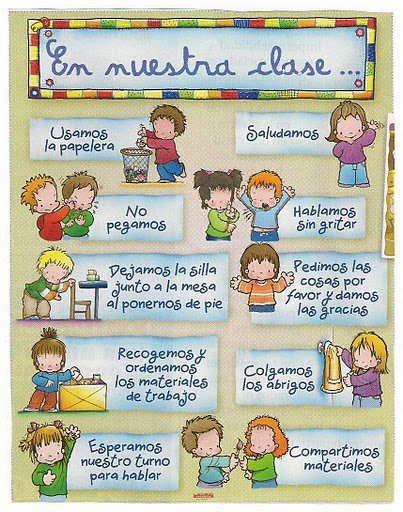 En nuestra clase...
Usamos
la papelera
Saludamos
No
pegamos
Hablamos
sin gritar
Dejamos la silla
junto a la mesa
al ponernos de pie
Pedimos las
cosas por
favor y damos
las gracias
Recogemos y
ordenamos
los materiales
de trabajo
Colgamos
los abrigos
Esperamos
nuestro turno
para hablar
Compartimos
materiales